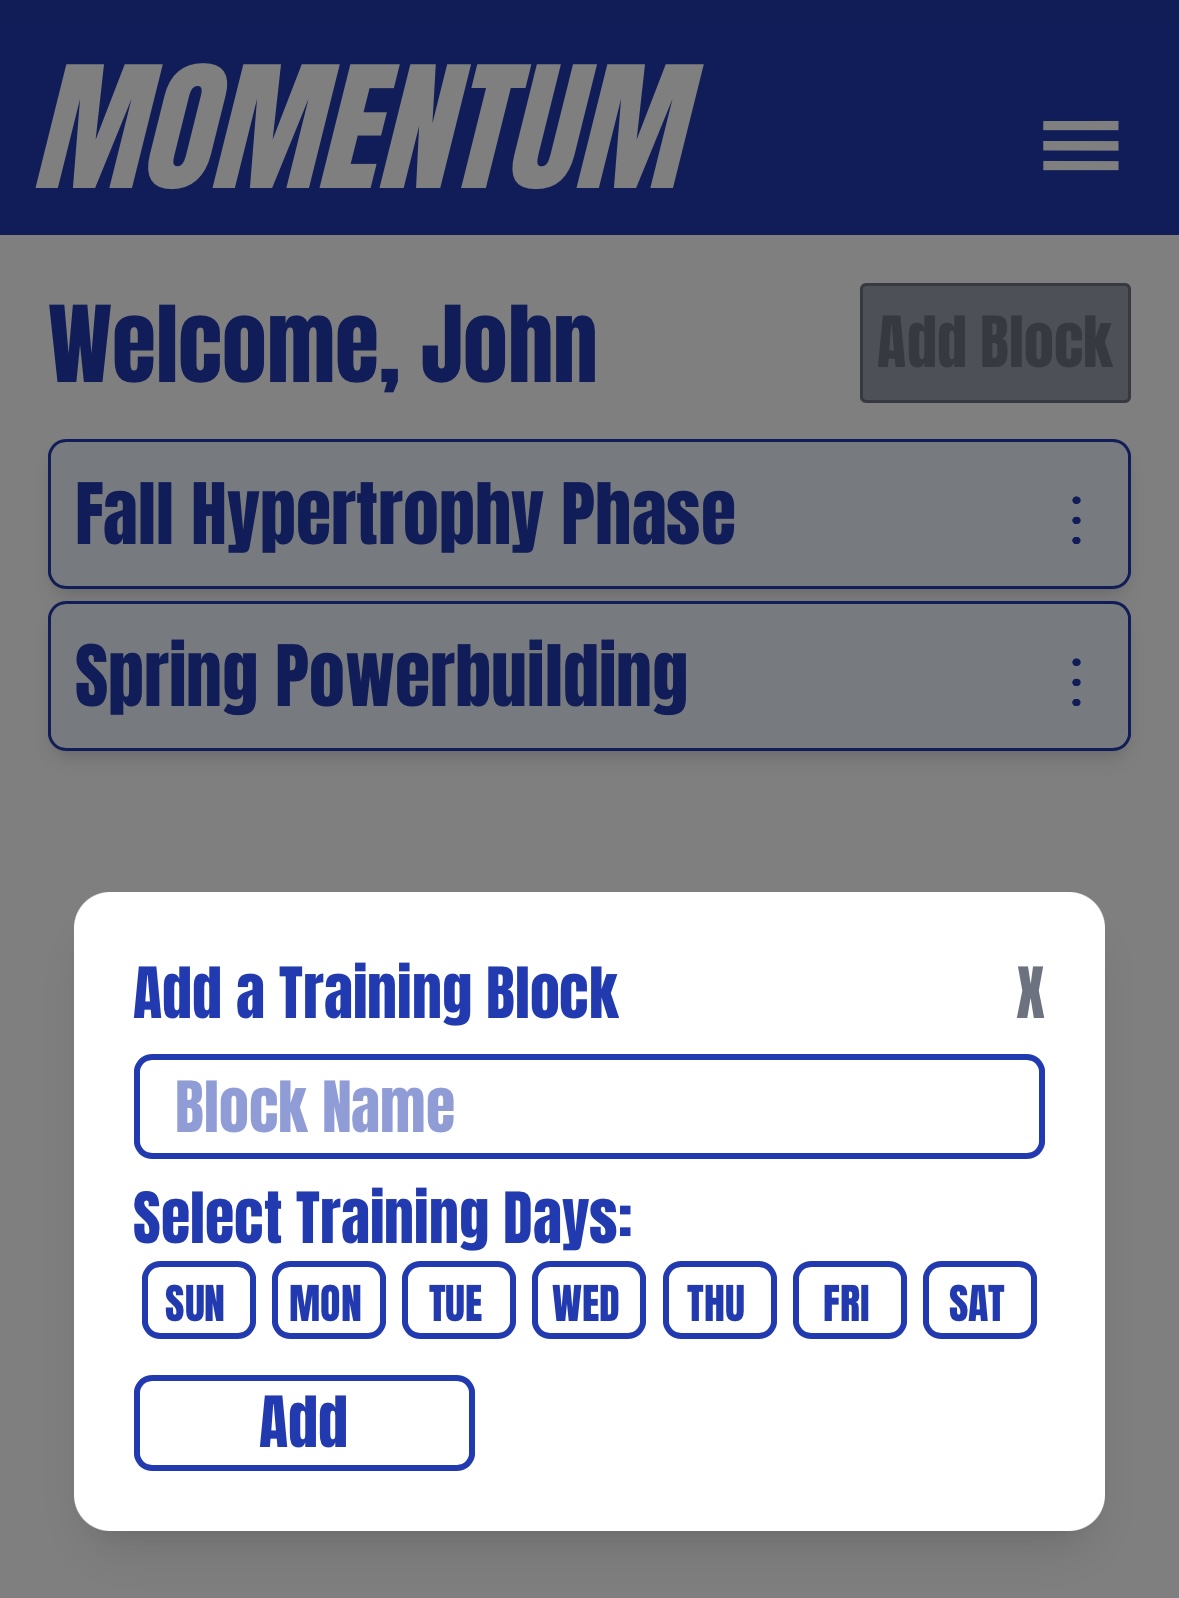 MOMENTUM
Welcome, John
Add Block
Fall Hypertrophy Phase
Spring Powerbuilding
Add a Training Block
X
Block Name
Select Training Days:
SUN MON TUE WED THU FRI SAT
Add